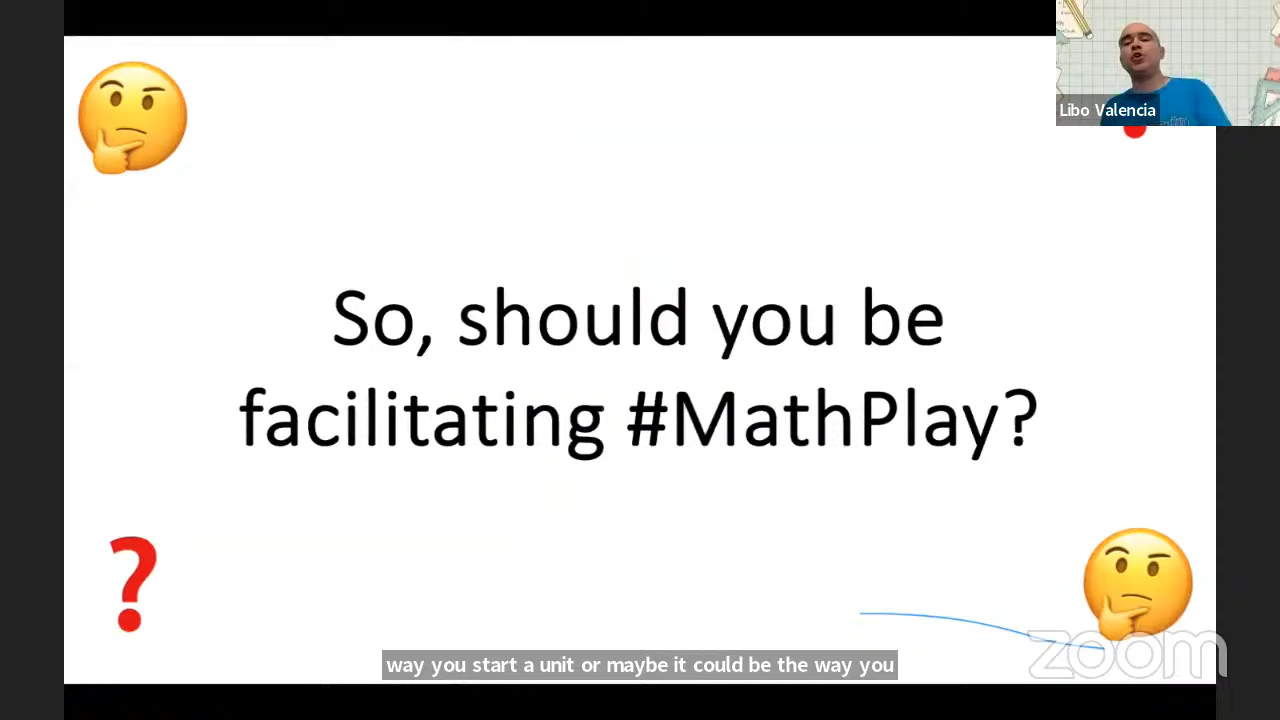 Libo Valencia
So, should you be
facilitating #MathPlay?
?
way you start a unit or maybe it could be the way you
zoom